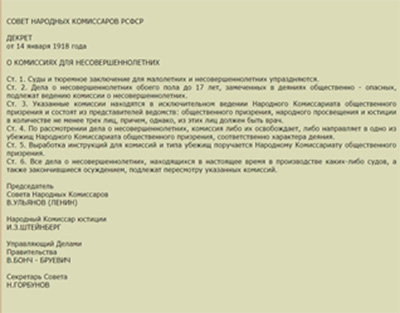 СОВЕТ НАРОДНЫХ КОМИССАРОВ РСФСР
ДЕКРЕТ
от 14 января 1918 года
О КОМИССИЯХ ДЛЯ НЕСОВЕРШЕННОЛЕТНИХ
Ст. 1. Суды и тюремное заключение для малолетних и несовершеннолетних упраздняются.
Ст. 2. Дела о несовершеннолетних обоего пола до 17 лет, замеченных в деяниях общественно - опасных,
подлежат ведению комиссии о несовершеннолетних.
Ст. 3. Указанные комиссии находятся в исключительном ведении Народного Комиссариата общественного
призрения и состоят из представителей ведомств: общественного призрения, народного просвещения и юстиции
в количестве не менее трех лиц, причем, однако, из этих лиц должен быть врач.
Ст. 4. По рассмотрении дела о несовершеннолетних, комиссия либо их освобождает, либо направляет в одно из
убежищ Народного Комиссариата общественного призрения, соответственно характера деяния.
Ст. 5. Выработка инструкций для комиссий и типа убежищ поручается Народному Комиссариату общественного
призрения.
Ст. 6. Все дела о несовершеннолетних, находящихся в настоящее время в производстве каких-либо судов, а
также закончившиеся осуждением, подлежат пересмотру указанных комиссий.
Председатель
Совета Народных Комиссаров
В.УЛЬЯНОВ (ЛЕНИН)
Народный Комиссар юстиции
И.З.ШТЕЙНБЕРГ
Управляющий Делами
Правительства
В.БОНЧ - БРУЕВИЧ
Секретарь Совета
Н.ГОРБУНОВ